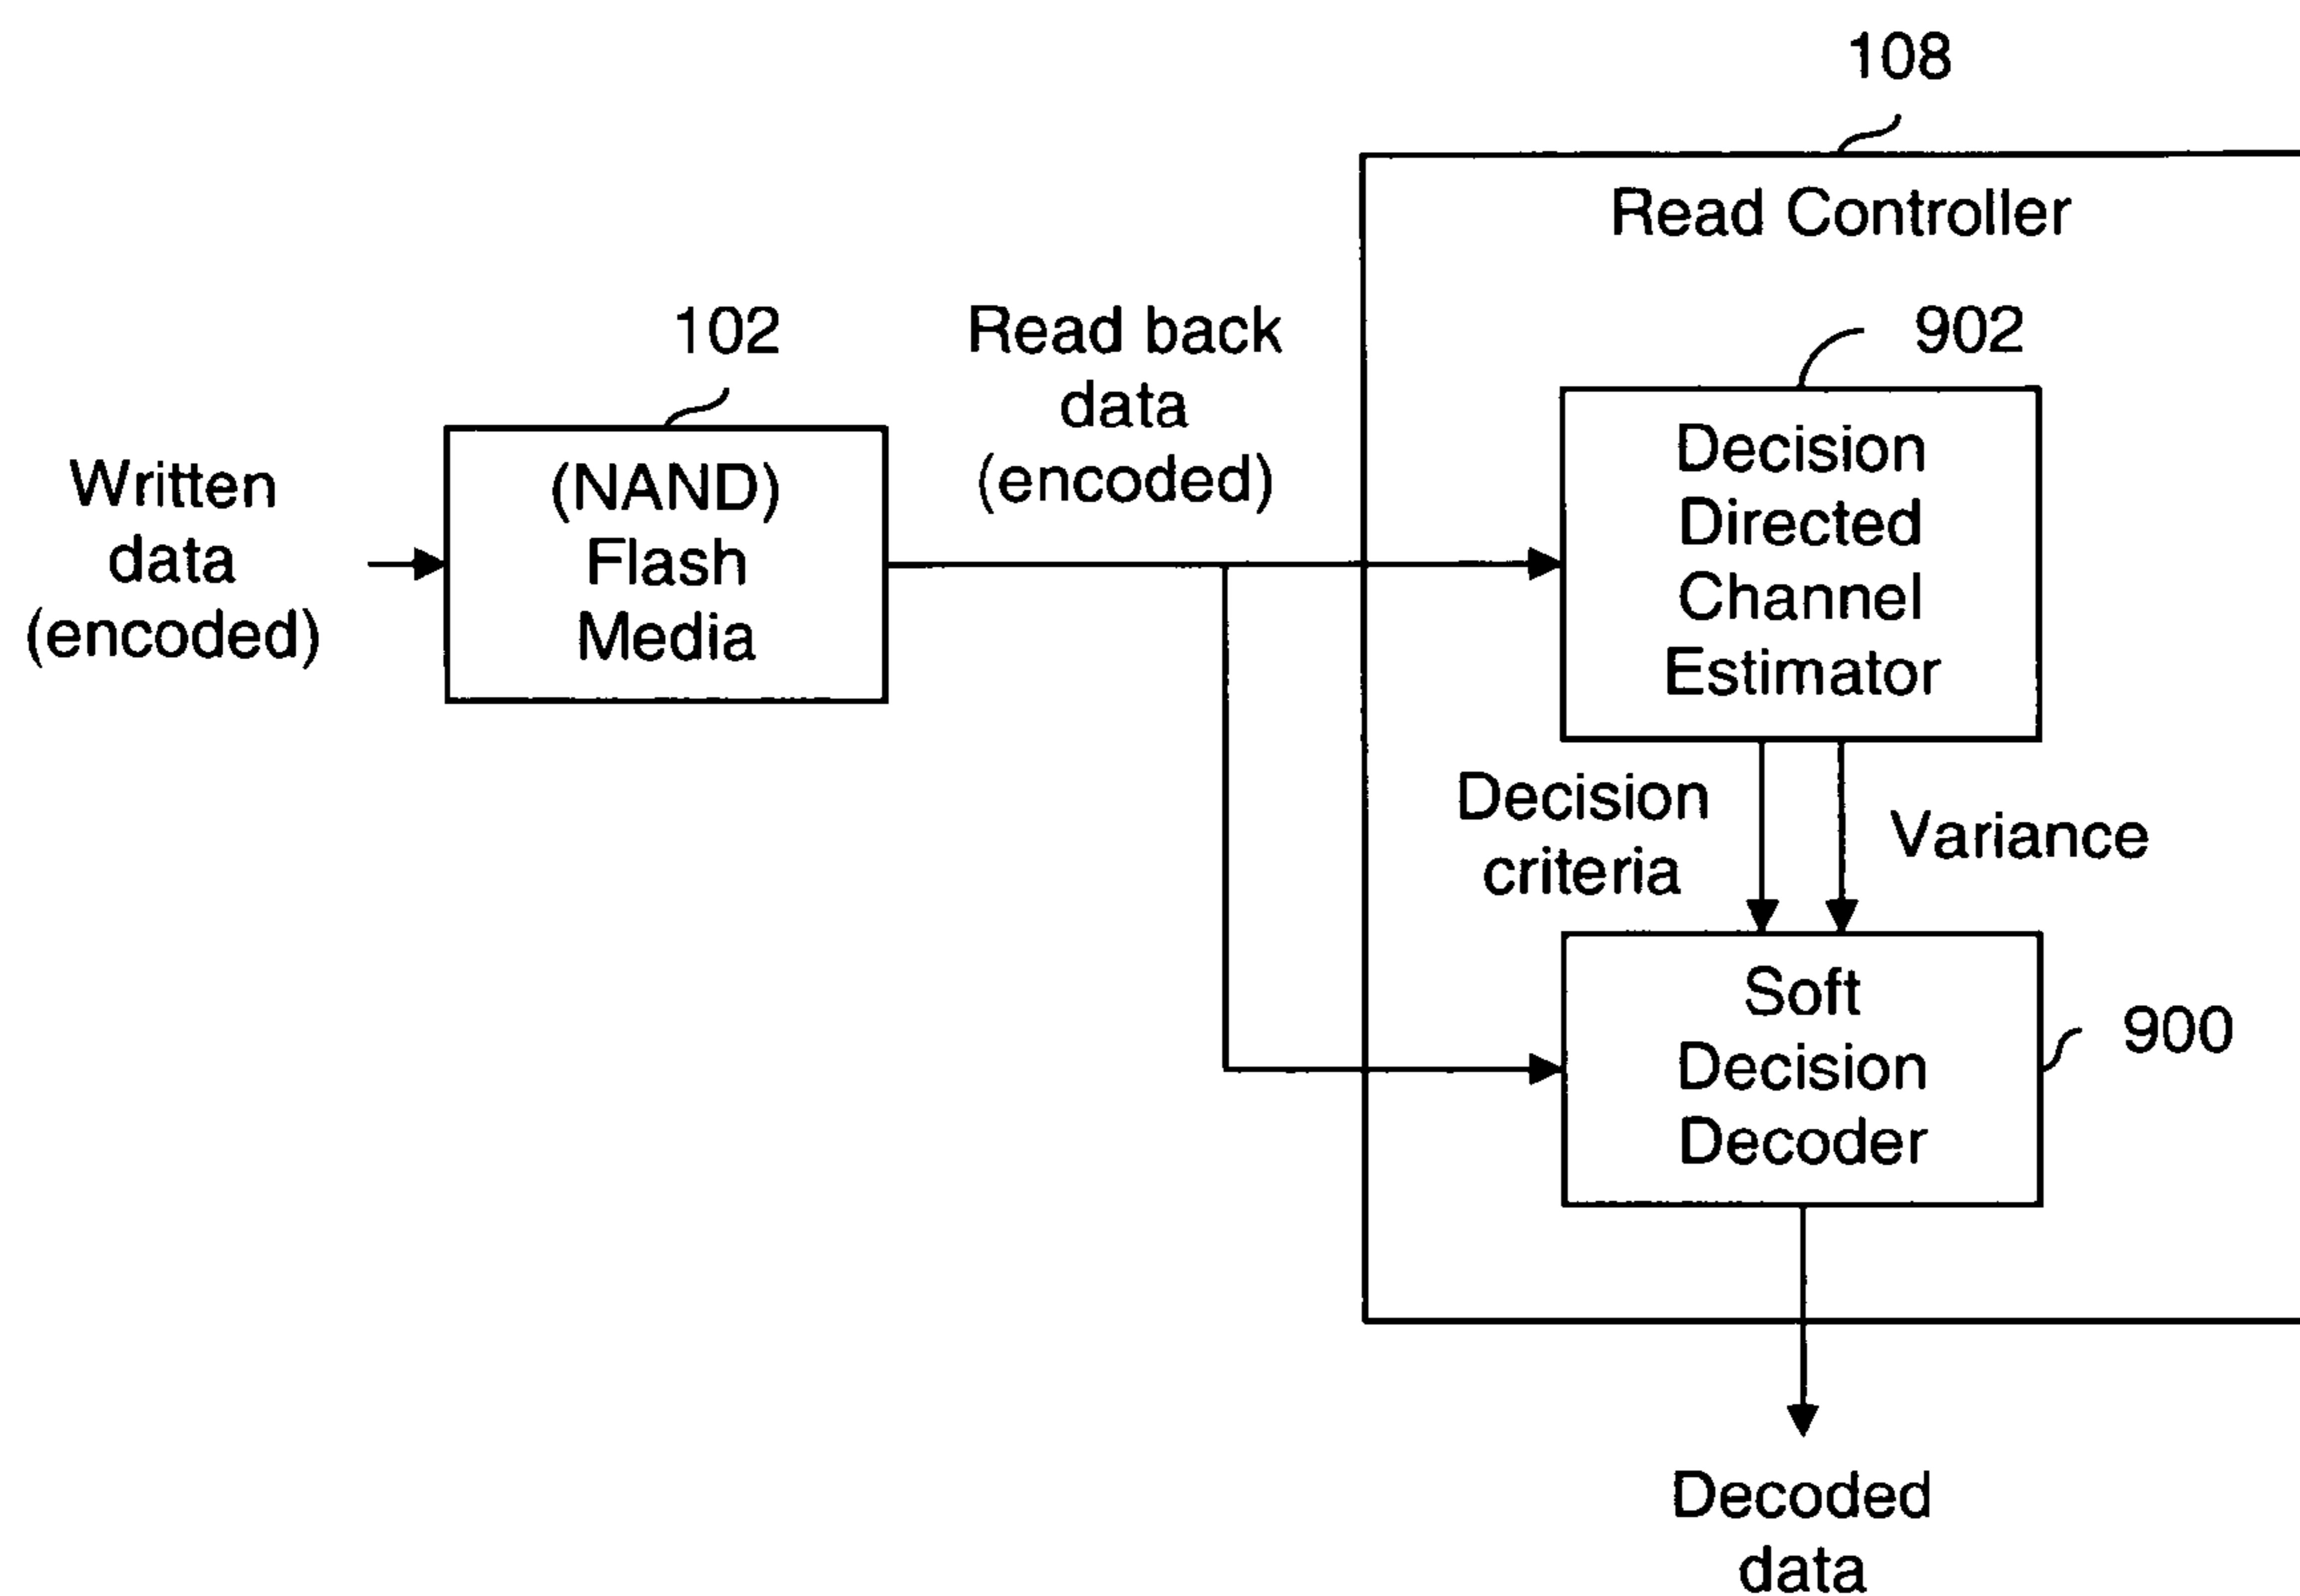 108
Read Controller
102
Read back
data
(encoded)
902
Written
data
(encoded)
(NAND)
Flash
Media
Decision
Directed
Channel
Estimator
Decision
criteria
Variance
Soft
Decision
Decoder
900
Decoded
data